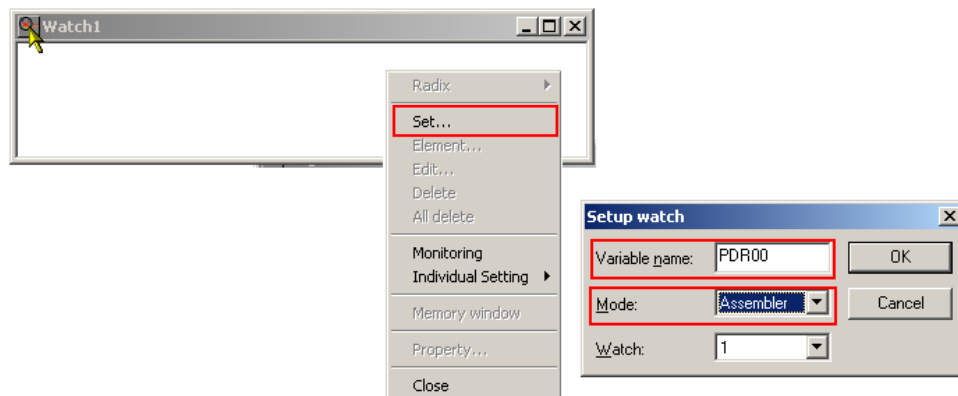 Watch1
Radix
Set...
Element...
Edit...
Delete
All delete
Monitoring
Individual Setting
Memory window
Property...
Close
Setup watch
Variable name: PDR00 OK
Mode: Assembler Cancel
Watch: 1